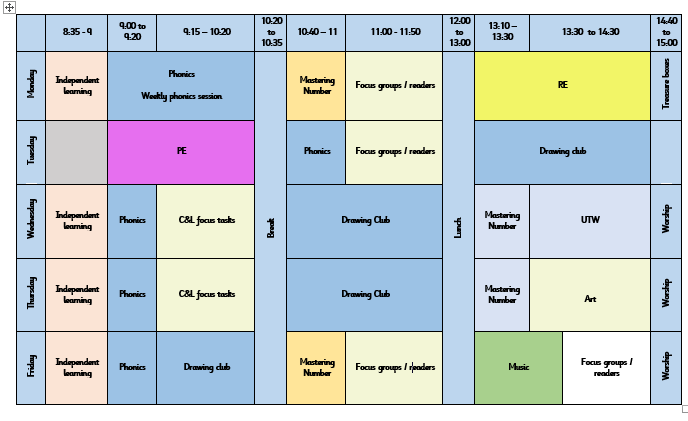 8:35 - 9
9:00 to
9:20
9:15 – 10:20
10:20
to
10:35
10:40 – 11
11:00 - 11:50
12:00
to
13:00
13:10 –
13:30
13:30 to 14:30
14:40
to
15:00
Monday
Independent
learning
Phonics
Weekly phonics session
Break
Mastering
Number
Focus groups / readers
Lunch
RE
Treasure boxes
Tuesday
PE
Phonics
Focus groups / readers
Drawing club
Wednesday
Independent
learning
Phonics
C&L focus tasks
Drawing Club
Mastering
Number
UTW
Worship
Thursday
Independent
learning
Phonics
C&L focus tasks
Drawing Club
Mastering
Number
Art
Worship
Friday
Independent
learning
Phonics
Drawing club
Mastering
Number
Focus groups / readers
Music
Focus groups /
readers
Worship